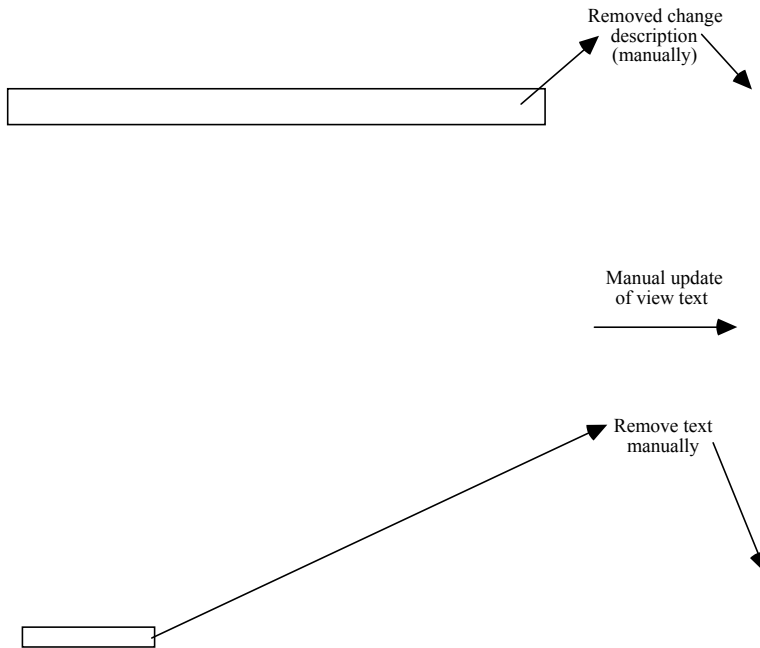 Removed change
description
(manually)
Manual update
of view text
Remove text
manually